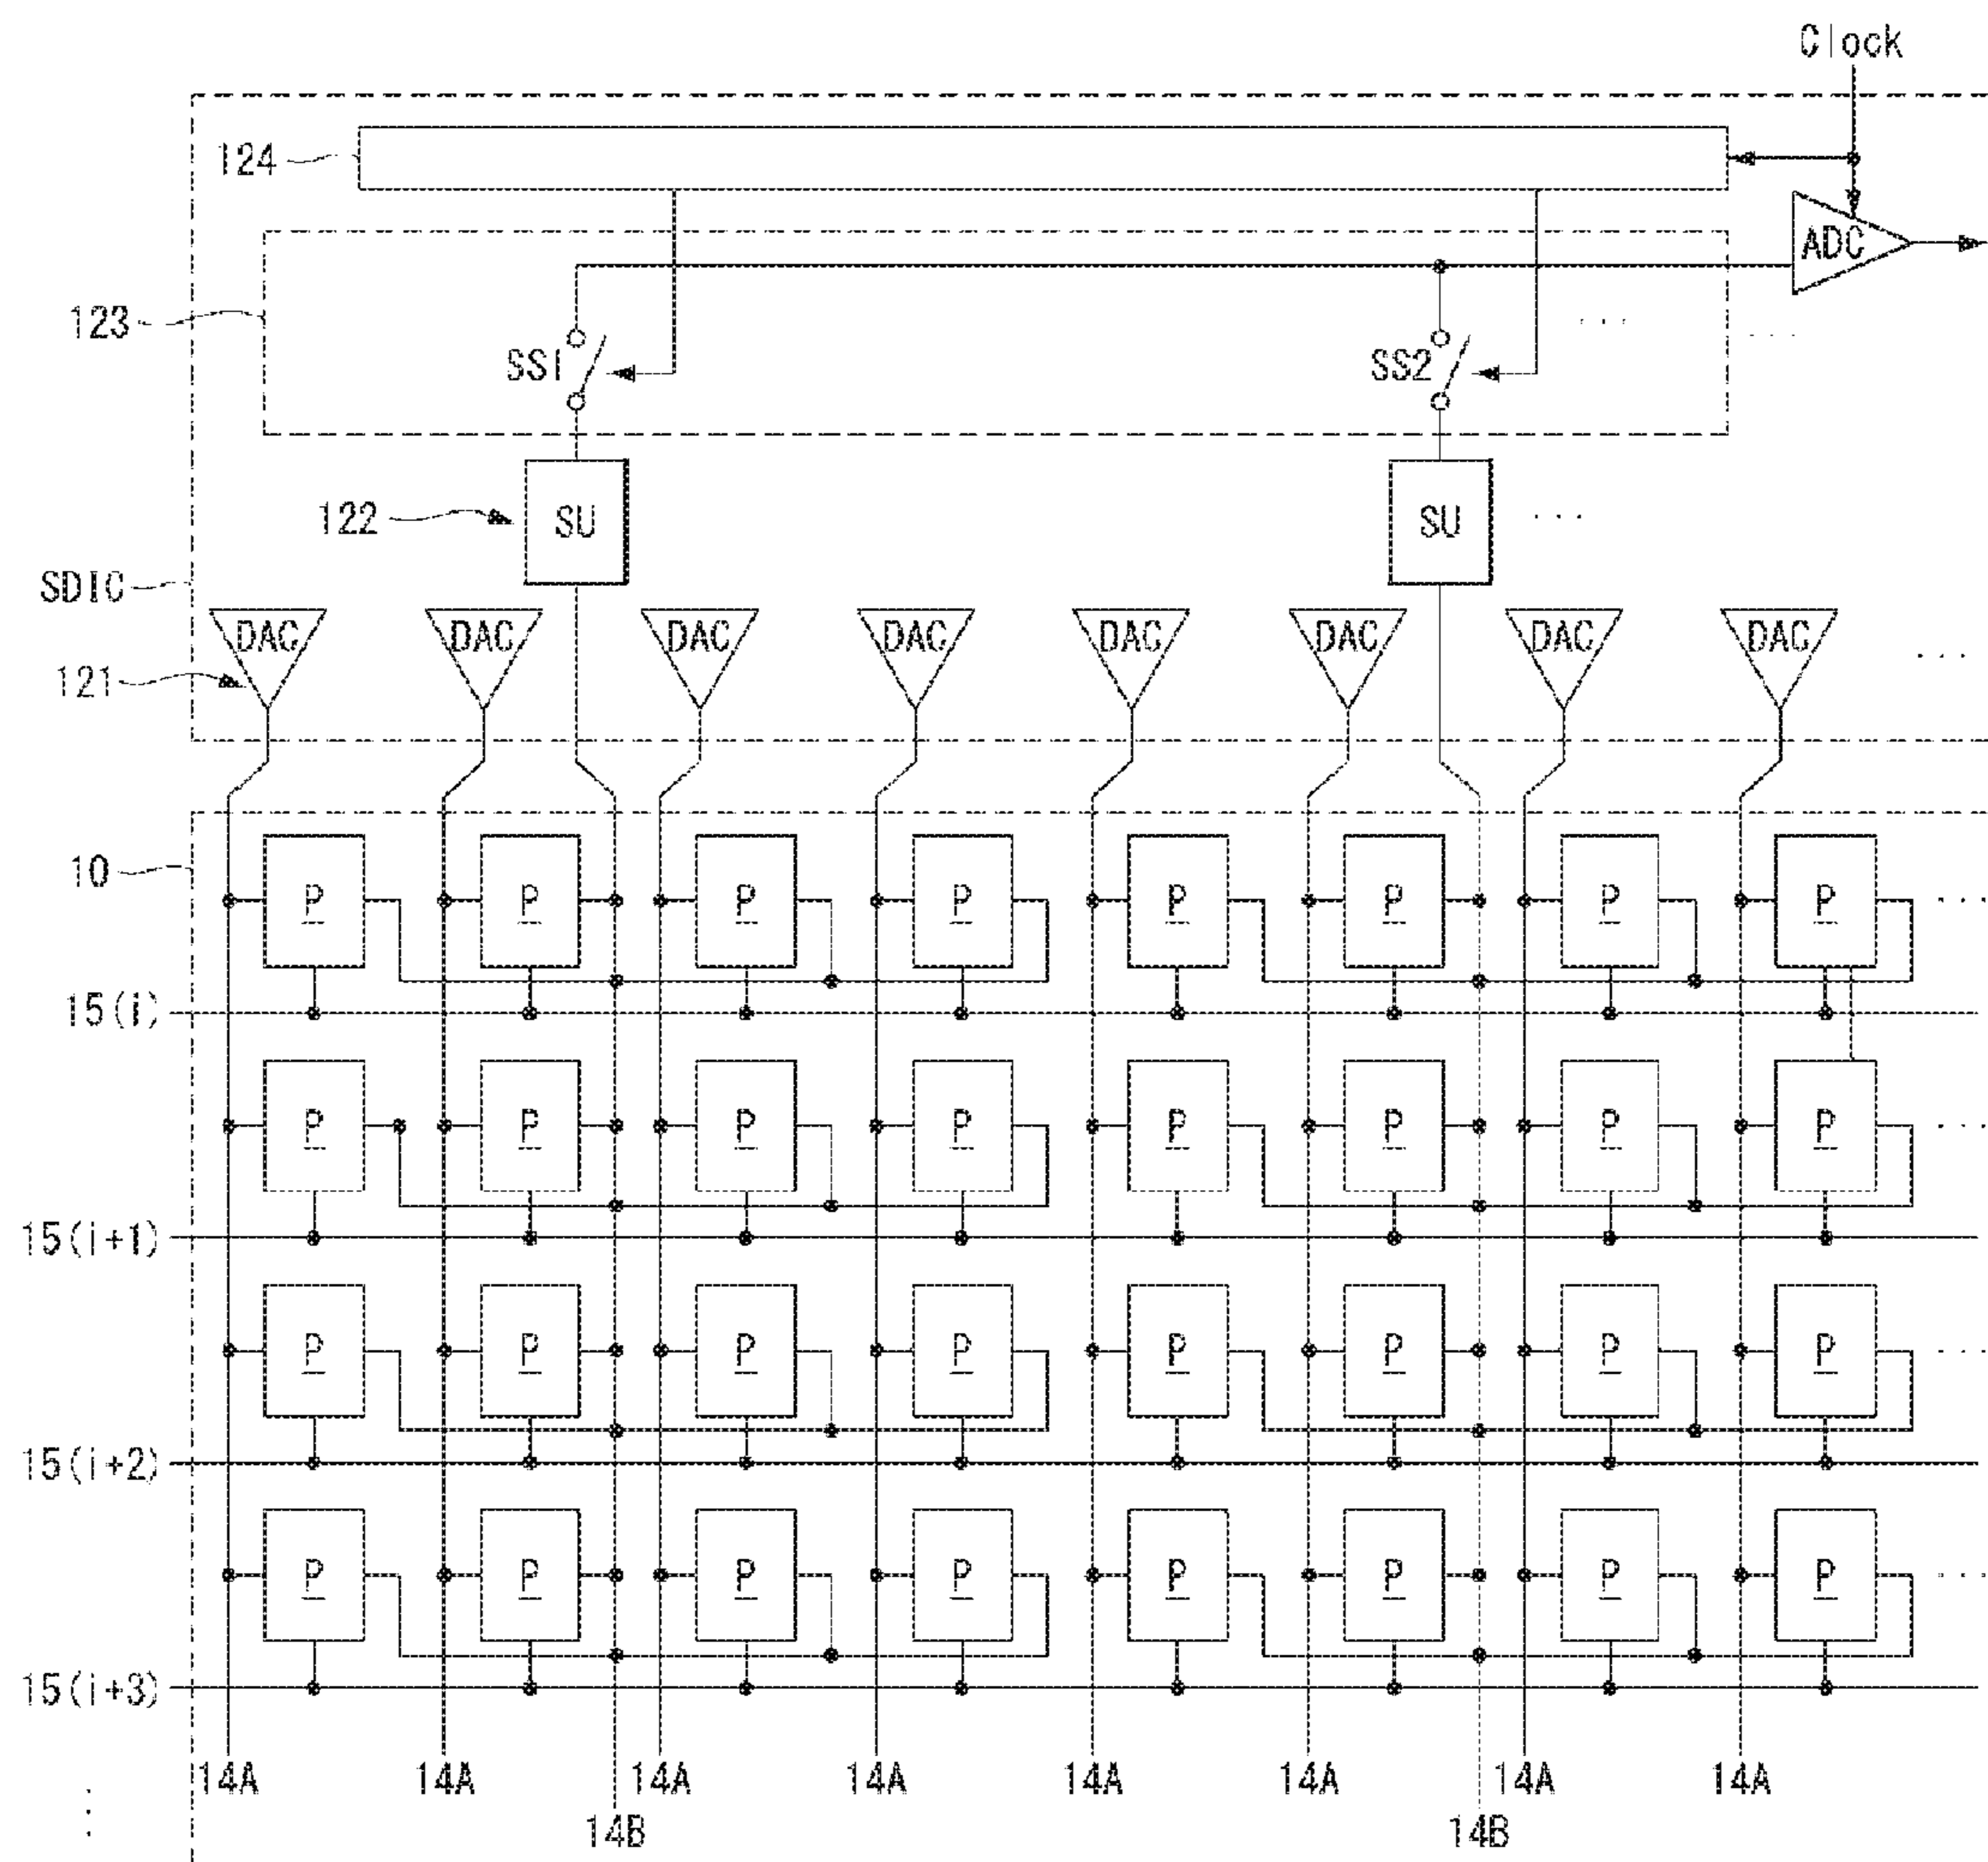 Clock
124
ADC
123
SS1
SS2
... ...
122
SU
SU
...
SDIC
DAC DAC DAC DAC DAC DAC DAC DAC
121
...
10
P P P P P P P P ...
15(i)
P P P P P P P P ...
15(i+1)
P P P P P P P P ...
15(i+2)
P P P P P P P P ...
15(i+3)
14A 14A 14A 14A 14A 14A 14A 14A
14B 14B